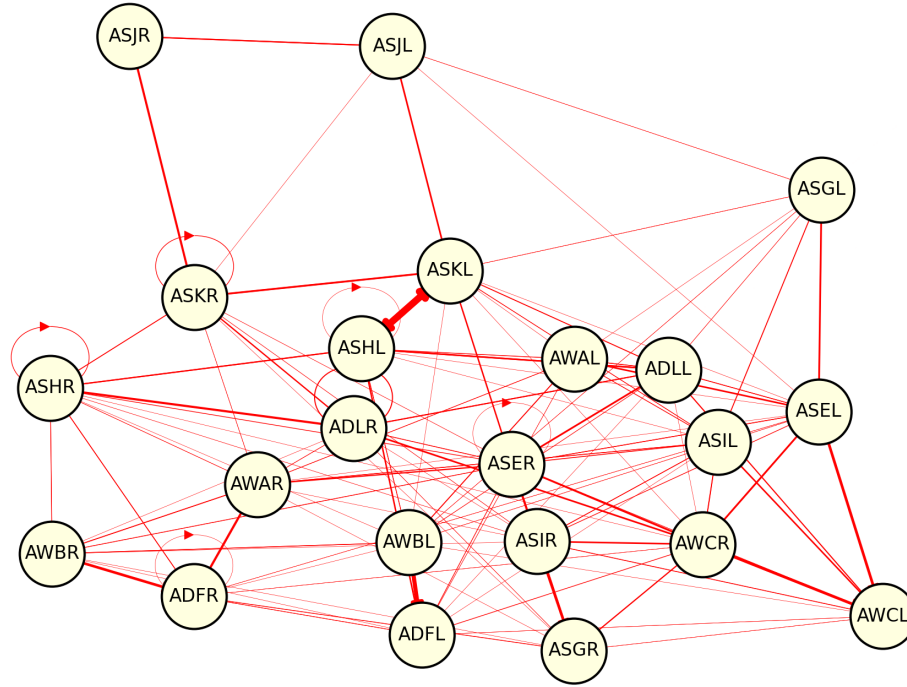 ASJR
ASJL
ASGL
ASKL
ASKR
ASHL
AWAL
ADLL
ASHR
ASEL
ADLR
ASIL
ASER
AWAR
AWBL
ASIR
AWCR
AWBR
ADFR
AWCL
ADFL
ASGR